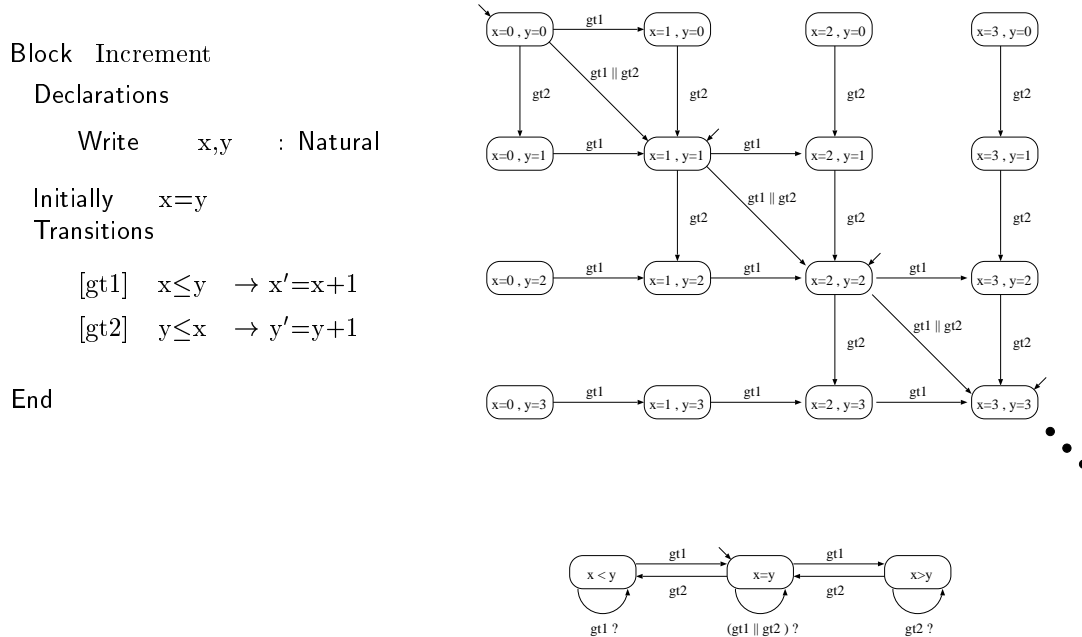 Block Increment
Declarations
Write x,y : Natural
Initially x=y
Transitions
[gt1] x≤y → x′=x+1
[gt2] y≤x → y′=y+1
End
x=0 , y=0 gt1 x=1 , y=0 x=2 , y=0 x=3 , y=0
gt1 || gt2
gt2 gt2 gt2 gt2
x=0 , y=1 gt1 x=1 , y=1 gt1 x=2 , y=1 x=3 , y=1
gt1 || gt2
gt2 gt2 gt2
x=0 , y=2 gt1 x=1 , y=2 gt1 x=2 , y=2 gt1 x=3 , y=2
gt1 || gt2
gt2 gt2
x=0 , y=3 gt1 x=1 , y=3 gt1 x=2 , y=3 gt1 x=3 , y=3
gt1 gt1
x < y x=y x>y
gt2 gt2
gt1 ? (gt1 || gt2 ) ? gt2 ?